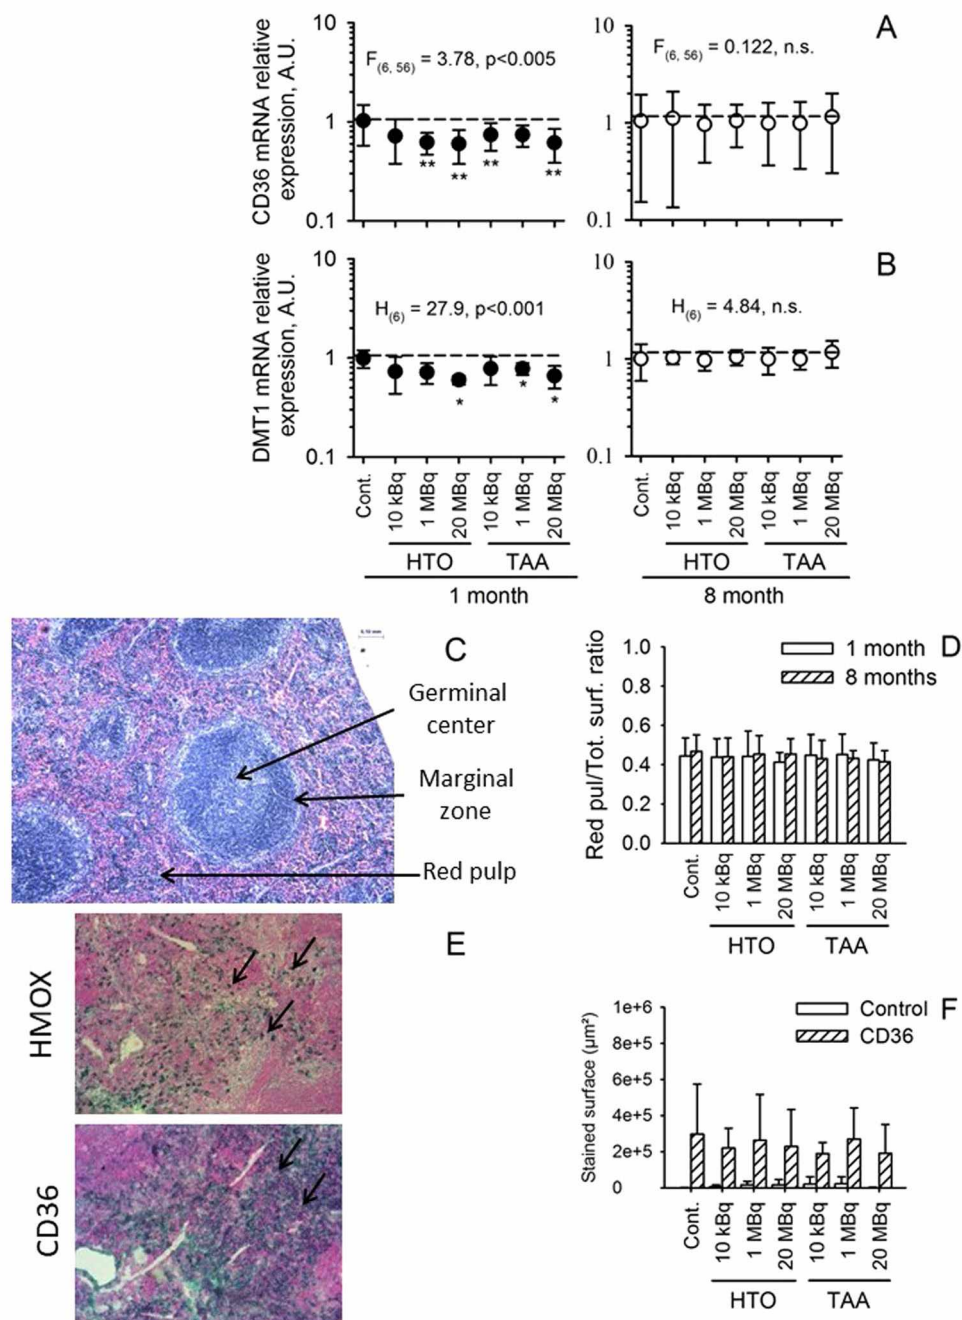 A
CD36 mRNA relative
expression, A.U.
10
1
0.1
F(6, 56) = 3.78, p<0.005
** ** ** **
10
1
0.1
F(6, 56) = 0.122, n.s.
B
DMT1 mRNA relative
expression, A.U.
10
1
0.1
H(6) = 27.9, p<0.001
* * *
10
1
0.1
H(6) = 4.84, n.s.
Cont. 10 kBq 1 MBq 20 MBq 10 kBq 1 MBq 20 MBq
HTO TAA
1 month
Cont. 10 kBq 1 MBq 20 MBq 10 kBq 1 MBq 20 MBq
HTO TAA
8 month
C
Germinal
center
Marginal
zone
Red pulp
D
1 month
8 months
Red pul/Tot. surf. ratio
1.0
0.8
0.6
0.4
0.2
0.0
Cont. 10 kBq 1 MBq 20 MBq 10 kBq 1 MBq 20 MBq
HTO TAA
E
HMOX
CD36
F
Control
CD36
Stained surface (µm²)
1e+6
8e+5
6e+5
4e+5
2e+5
0
Cont. 10 kBq 1 MBq 20 MBq 10 kBq 1 MBq 20 MBq
HTO TAA